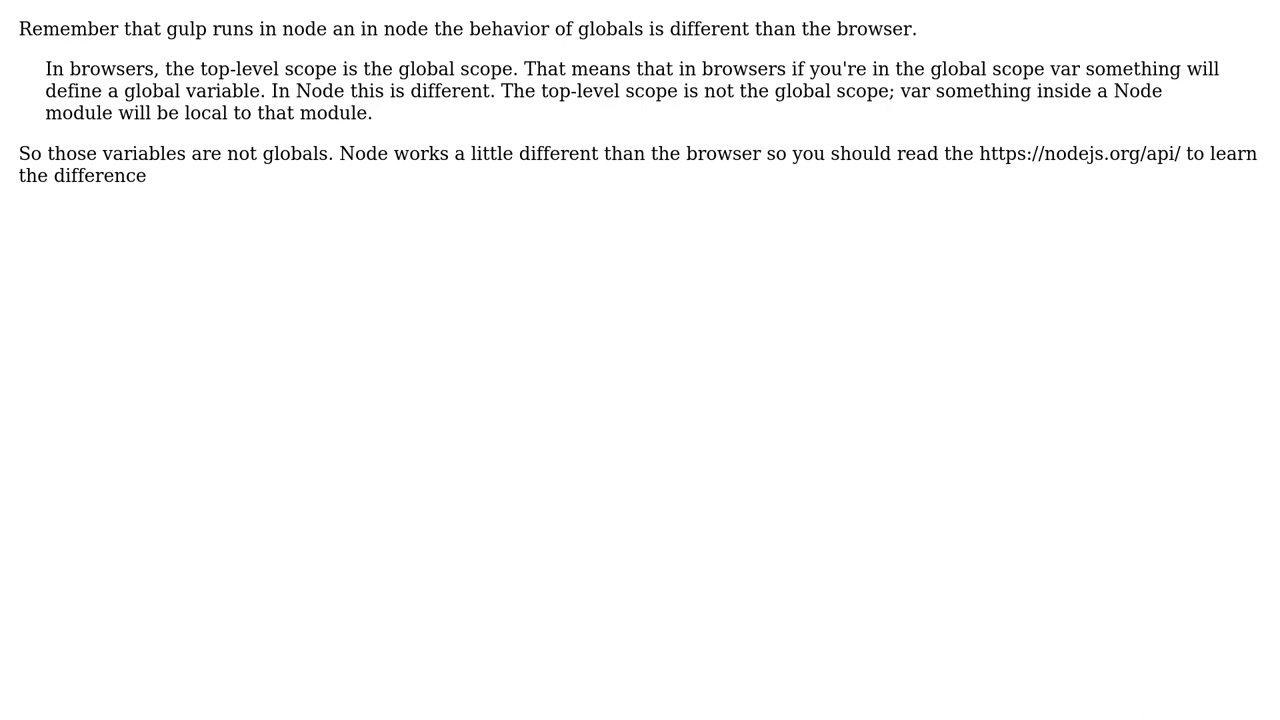 Remember that gulp runs in node an in node the behavior of globals is different than the browser.
In browsers, the top-level scope is the global scope. That means that in browsers if you're in the global scope var something will
define a global variable. In Node this is different. The top-level scope is not the global scope; var something inside a Node
module will be local to that module.
So those variables are not globals. Node works a little different than the browser so you should read the https://nodejs.org/api/ to learn
the difference